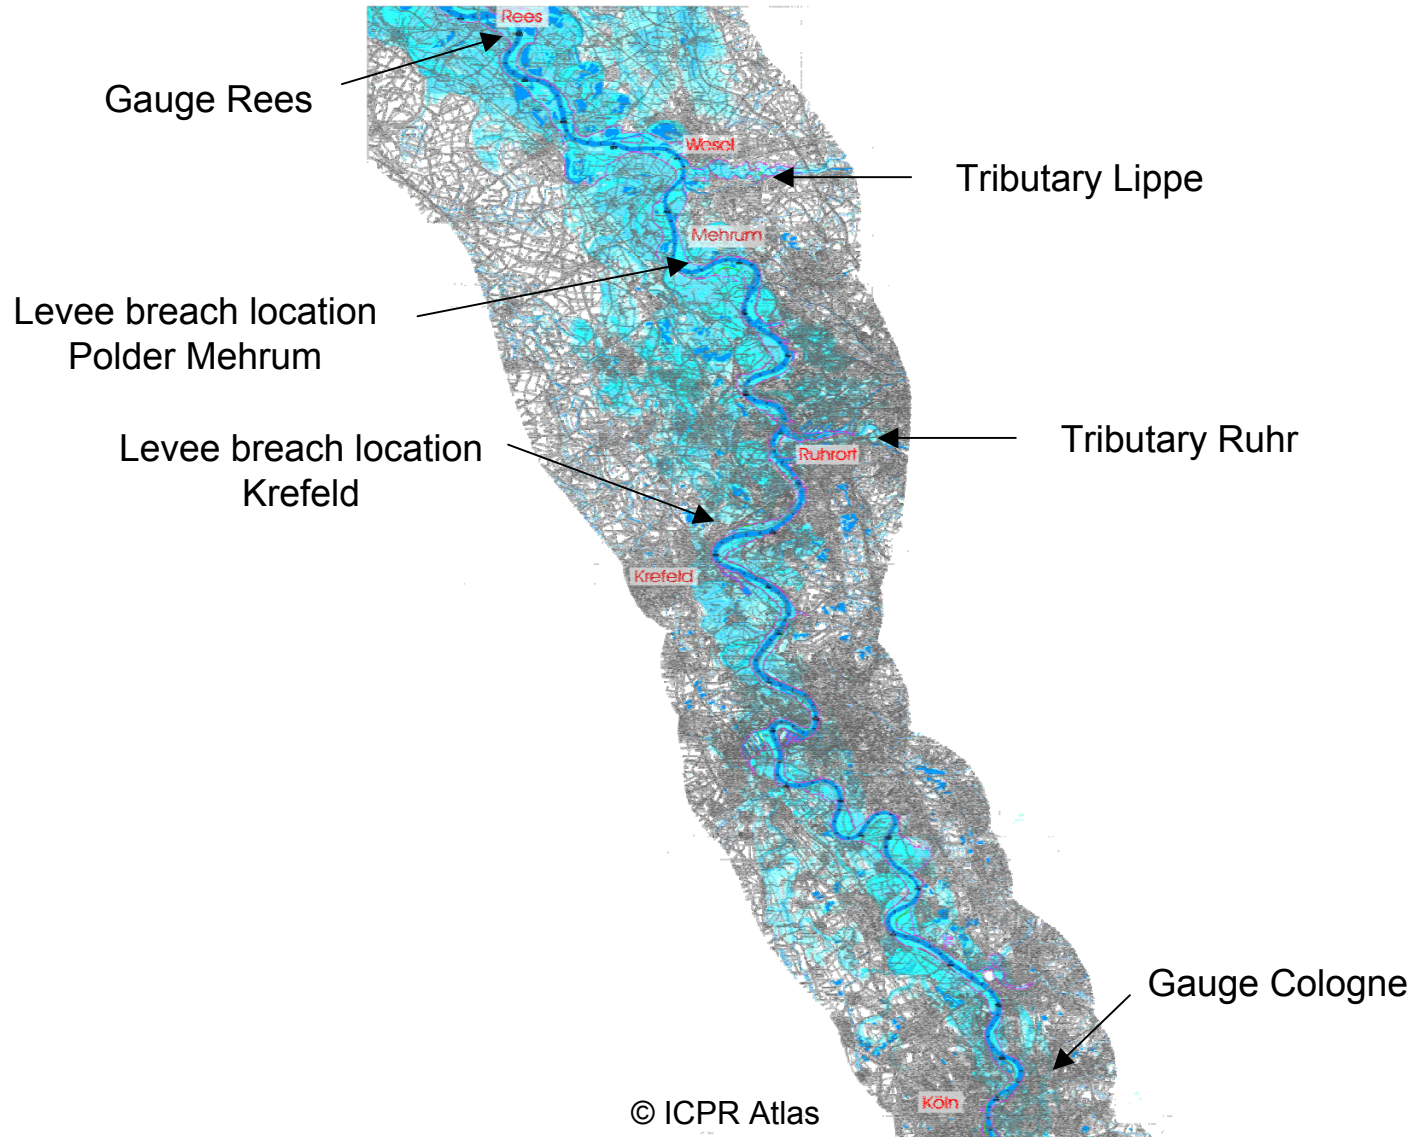 Rees
Gauge Rees
Wesel
Tributary Lippe
Mehrum
Levee breach location
Polder Mehrum
Levee breach location
Krefeld
Tributary Ruhr
Ruhrort
Krefeld
Gauge Cologne
Köln
© ICPR Atlas